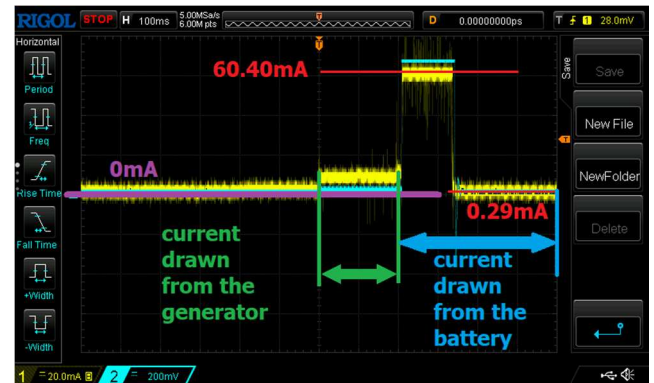 RIGOL STOP H 100ms 5.00MSa/s 6.00M pts D 0.00000000ps T 1 28.0mV
Horizontal
Period
Freq
Rise Time
Fall Time
+Width
-Width
60.40mA
0mA
0.29mA
current
drawn
from the
generator
current
drawn
from the
battery
T
T
Save
Save
New File
NewFolder
Delete
1 = 20.0mA B 2 = 200mV